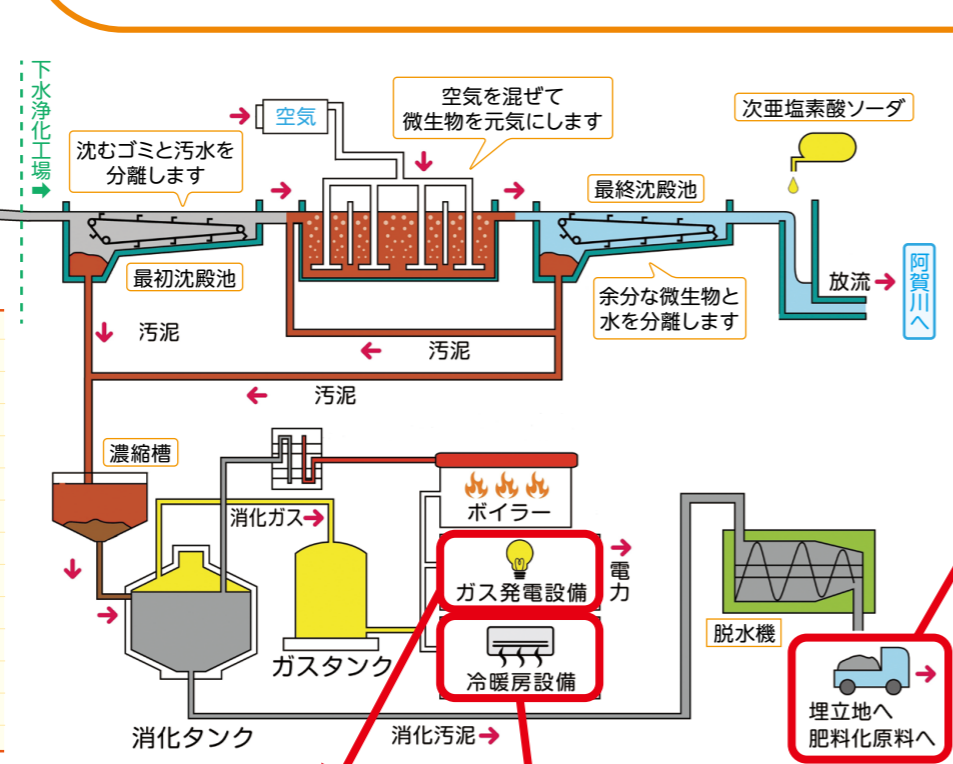 下水浄化工場
空気
空気を混ぜて
微生物を元気にします
次亜塩素酸ソーダ
沈むゴミと汚水を
分離します
最終沈殿池
最初沈殿池
余分な微生物と
水を分離します
放流
阿賀川へ
汚泥
汚泥
汚泥
濃縮槽
消化ガス
ボイラー
ガス発電設備
電力
冷暖房設備
ガスタンク
消化タンク
消化汚泥
脱水機
埋立地へ
肥料化原料へ